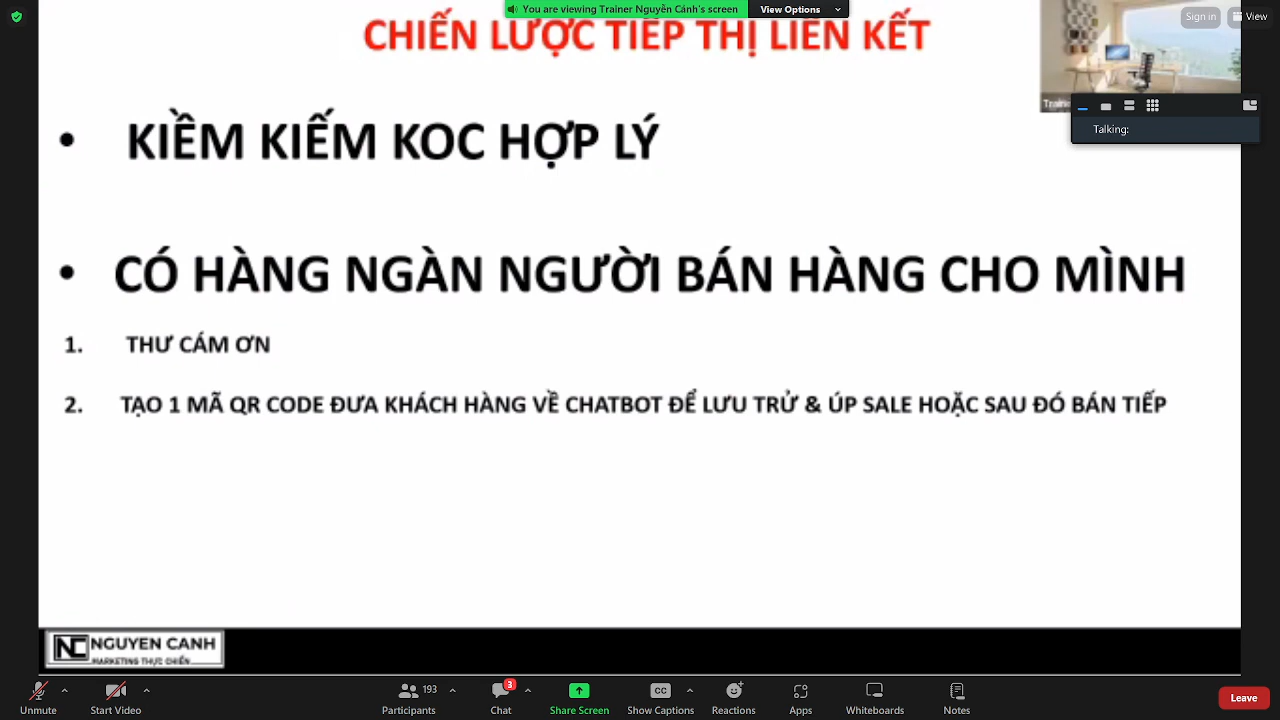 You are viewing Trainer Nguyễn Cảnh's screen
View Options
Sign in
View
CHIẾN LƯỢC TIẾP THỊ LIÊN KẾT
Talking:
• KIỀM KIẾM KOC HỢP LÝ
• CÓ HÀNG NGÀN NGƯỜI BÁN HÀNG CHO MÌNH
1. THƯ CÁM ƠN
2. TẠO 1 MÃ QR CODE ĐƯA KHÁCH HÀNG VỀ CHATBOT ĐỂ LƯU TRỬ & ÚP SALE HOẶC SAU ĐÓ BÁN TIẾP
NC NGUYEN CANH
MARKETING THỰC CHIẾN
Unmute
Start Video
193
Participants
3
Chat
Share Screen
CC
Show Captions
Reactions
Apps
Whiteboards
Notes
Leave